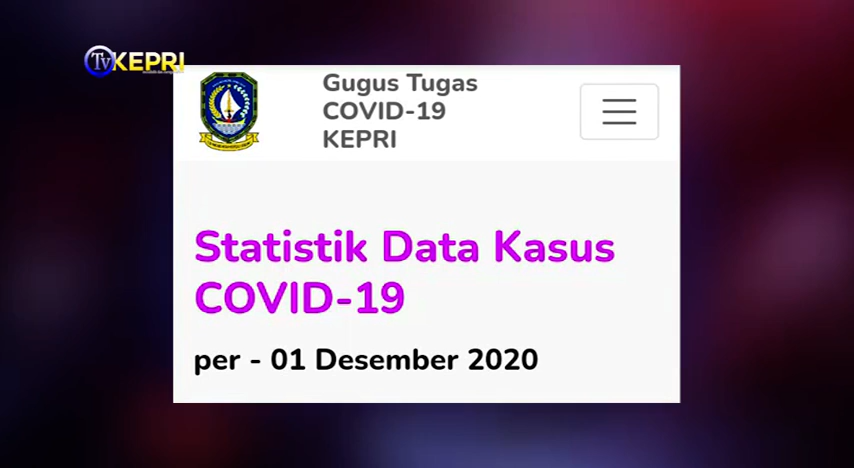 TvKEPRI
Gugus Tugas
COVID-19
KEPRI
Statistik Data Kasus
COVID-19
per - 01 Desember 2020